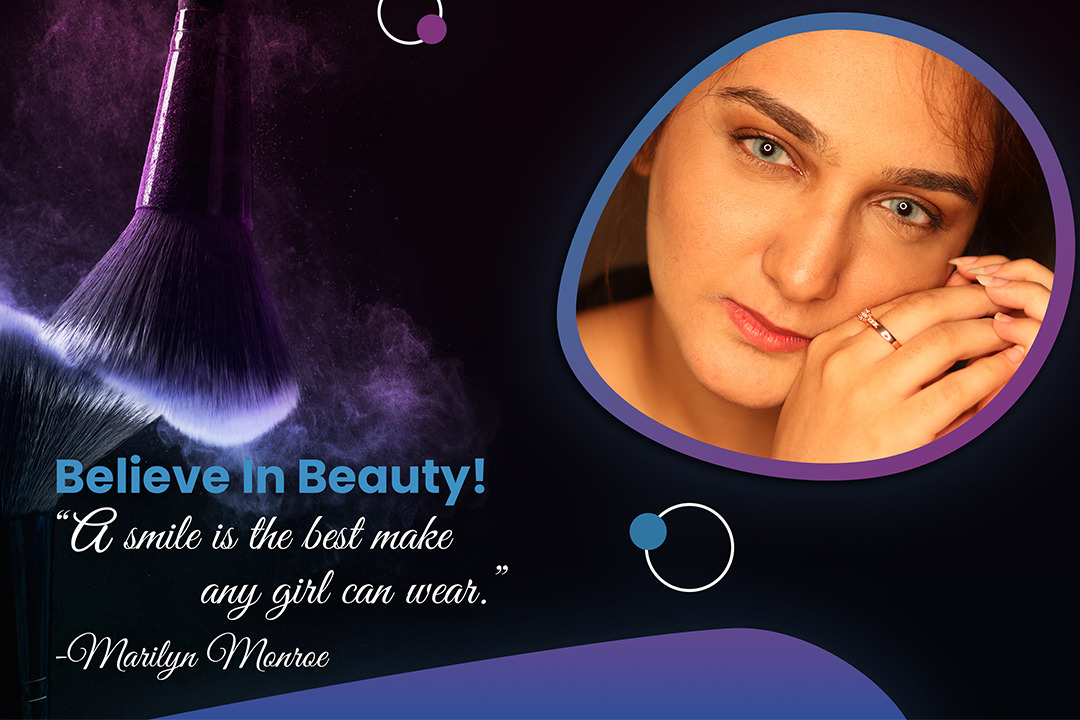 Believe In Beauty!
“A smile is the best make
any girl can wear.”
-Marilyn Monroe